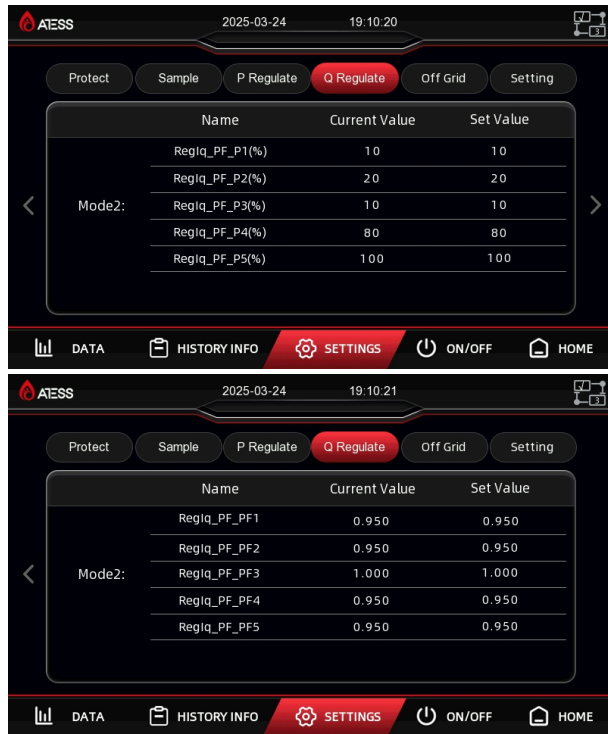 ATESS 2025-03-24 19:10:20
3
Protect Sample P Regulate Q Regulate Off Grid Setting
Name Current Value Set Value
RegIq_PF_P1(%) 10 10
RegIq_PF_P2(%) 20 20
Mode2: RegIq_PF_P3(%) 10 10
RegIq_PF_P4(%) 80 80
RegIq_PF_P5(%) 100 100
DATA HISTORY INFO SETTINGS ON/OFF HOME
ATESS 2025-03-24 19:10:21
3
Protect Sample P Regulate Q Regulate Off Grid Setting
Name Current Value Set Value
RegIq_PF_PF1 0.950 0.950
RegIq_PF_PF2 0.950 0.950
Mode2: RegIq_PF_PF3 1.000 1.000
RegIq_PF_PF4 0.950 0.950
RegIq_PF_PF5 0.950 0.950
DATA HISTORY INFO SETTINGS ON/OFF HOME